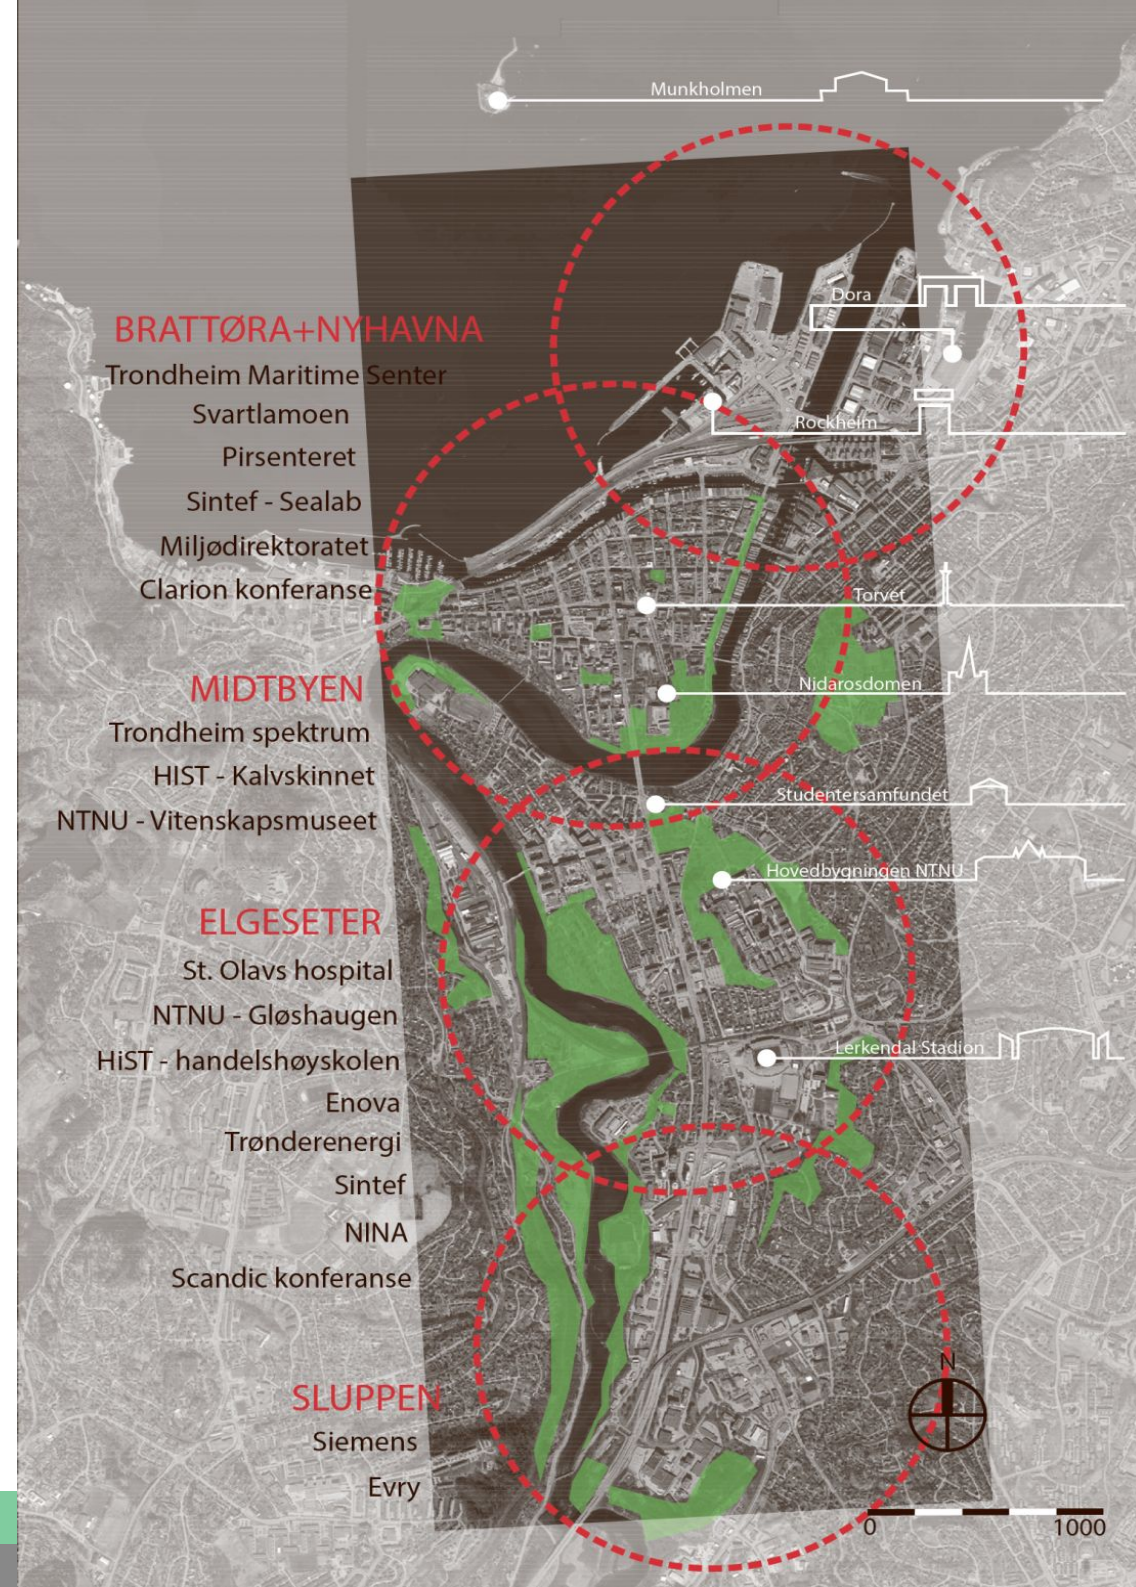 Munkholmen
Dora
BRATTØRA+NYHAVNA
Trondheim Maritime Senter
Svartlamoen
Rockheim
Pirsenteret
Sintef - Sealab
Miljødirektoratet
Clarion konferanse
Torvet
MIDTBYEN
Nidarosdomen
Trondheim spektrum
HIST - Kalvskinnet
Studentersamfundet
NTNU - Vitenskapsmuseet
Hovedbygningen NTNU
ELGESETER
St. Olavs hospital
NTNU - Gløshaugen
Lerkendal Stadion
HiST - handelshøyskolen
Enova
Trønderenergi
Sintef
NINA
Scandic konferanse
N
SLUPPEN
Siemens
Evry
0 1000